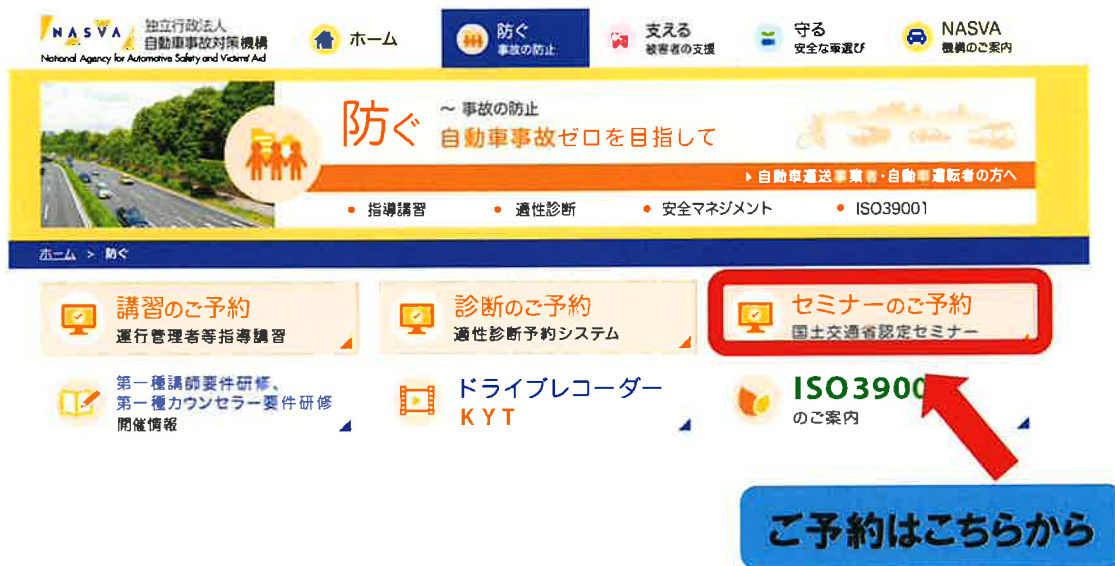 NASVA 独立行政法人
自動車事故対策機構
National Agency for Automotive Safety and Victims' Aid
ホーム
防ぐ
事故の防止
支える
被害者の支援
守る
安全な車選び
NASVA
機構のご案内
防ぐ ～ 事故の防止
自動車事故ゼロを目指して
自動車運送事業者・自動車運転者の方へ
指導講習
適性診断
安全マネジメント
ISO39001
ホーム > 防ぐ
講習のご予約
運行管理者等指導講習
診断のご予約
適性診断予約システム
セミナーのご予約
国土交通省認定セミナー
第一種講師要件研修、
第一種カウンセラー要件研修
開催情報
ドライブレコーダー
KYT
ISO3900
のご案内
ご予約はこちらから